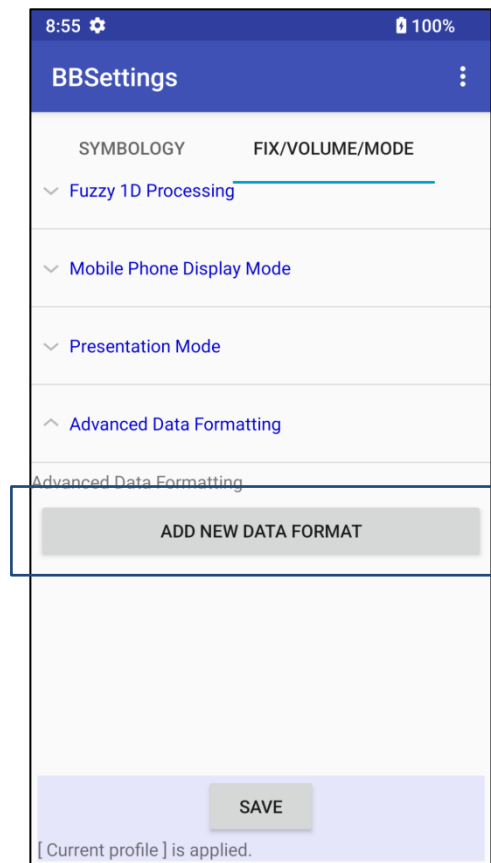 8:55 100%
BBSettings
SYMBOLOGY FIX/VOLUME/MODE
Fuzzy 1D Processing
Mobile Phone Display Mode
Presentation Mode
Advanced Data Formatting
Advanced Data Formatting
ADD NEW DATA FORMAT
SAVE
[ Current profile ] is applied.